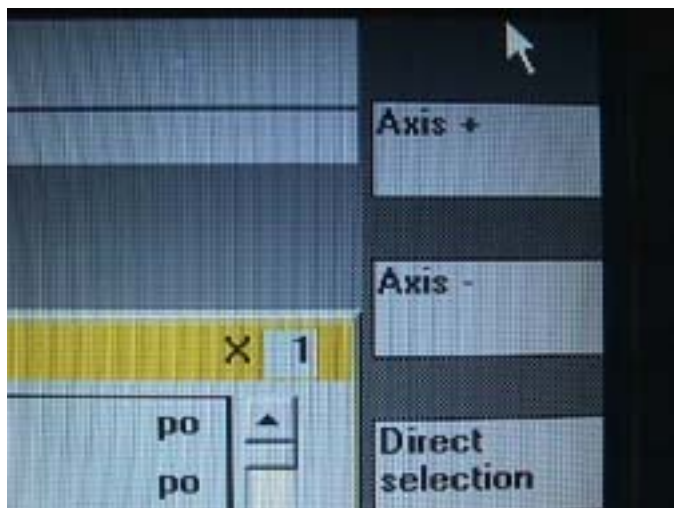 Axis +
Axis -
X 1
po
po
Direct
selection